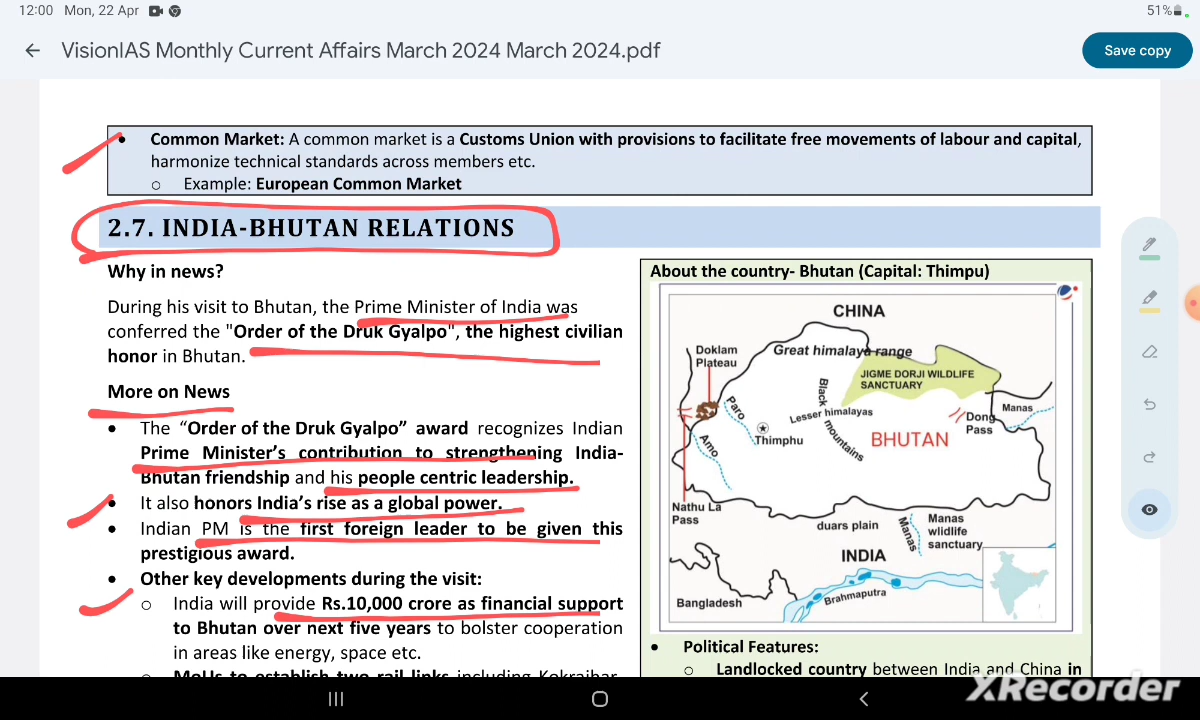 12:00 Mon, 22 Apr
51%
VisionIAS Monthly Current Affairs March 2024 March 2024.pdf
Save copy
• Common Market: A common market is a Customs Union with provisions to facilitate free movements of labour and capital,
harmonize technical standards across members etc.
o Example: European Common Market
2.7. INDIA-BHUTAN RELATIONS
Why in news?
During his visit to Bhutan, the Prime Minister of India was
conferred the "Order of the Druk Gyalpo", the highest civilian
honor in Bhutan.
More on News
• The “Order of the Druk Gyalpo” award recognizes Indian
Prime Minister’s contribution to strengthening India-
Bhutan friendship and his people centric leadership.
• It also honors India’s rise as a global power.
• Indian PM is the first foreign leader to be given this
prestigious award.
• Other key developments during the visit:
o India will provide Rs.10,000 crore as financial support
to Bhutan over next five years to bolster cooperation
in areas like energy, space etc.
o MoUs to establish two rail links including Kokrajhar-
About the country- Bhutan (Capital: Thimpu)
CHINA
Doklam
Plateau
Great himalaya range
JIGME DORJI WILDLIFE
SANCTUARY
Black
mountains
Paro
Lesser himalayas
Manas
Dong
Pass
Thimphu
BHUTAN
Amo
Nathu La
Pass
duars plain
Manas
Manas
wildlife
sanctuary
INDIA
Bangladesh
Brahmaputra
• Political Features:
o Landlocked country between India and China in
XRecorder